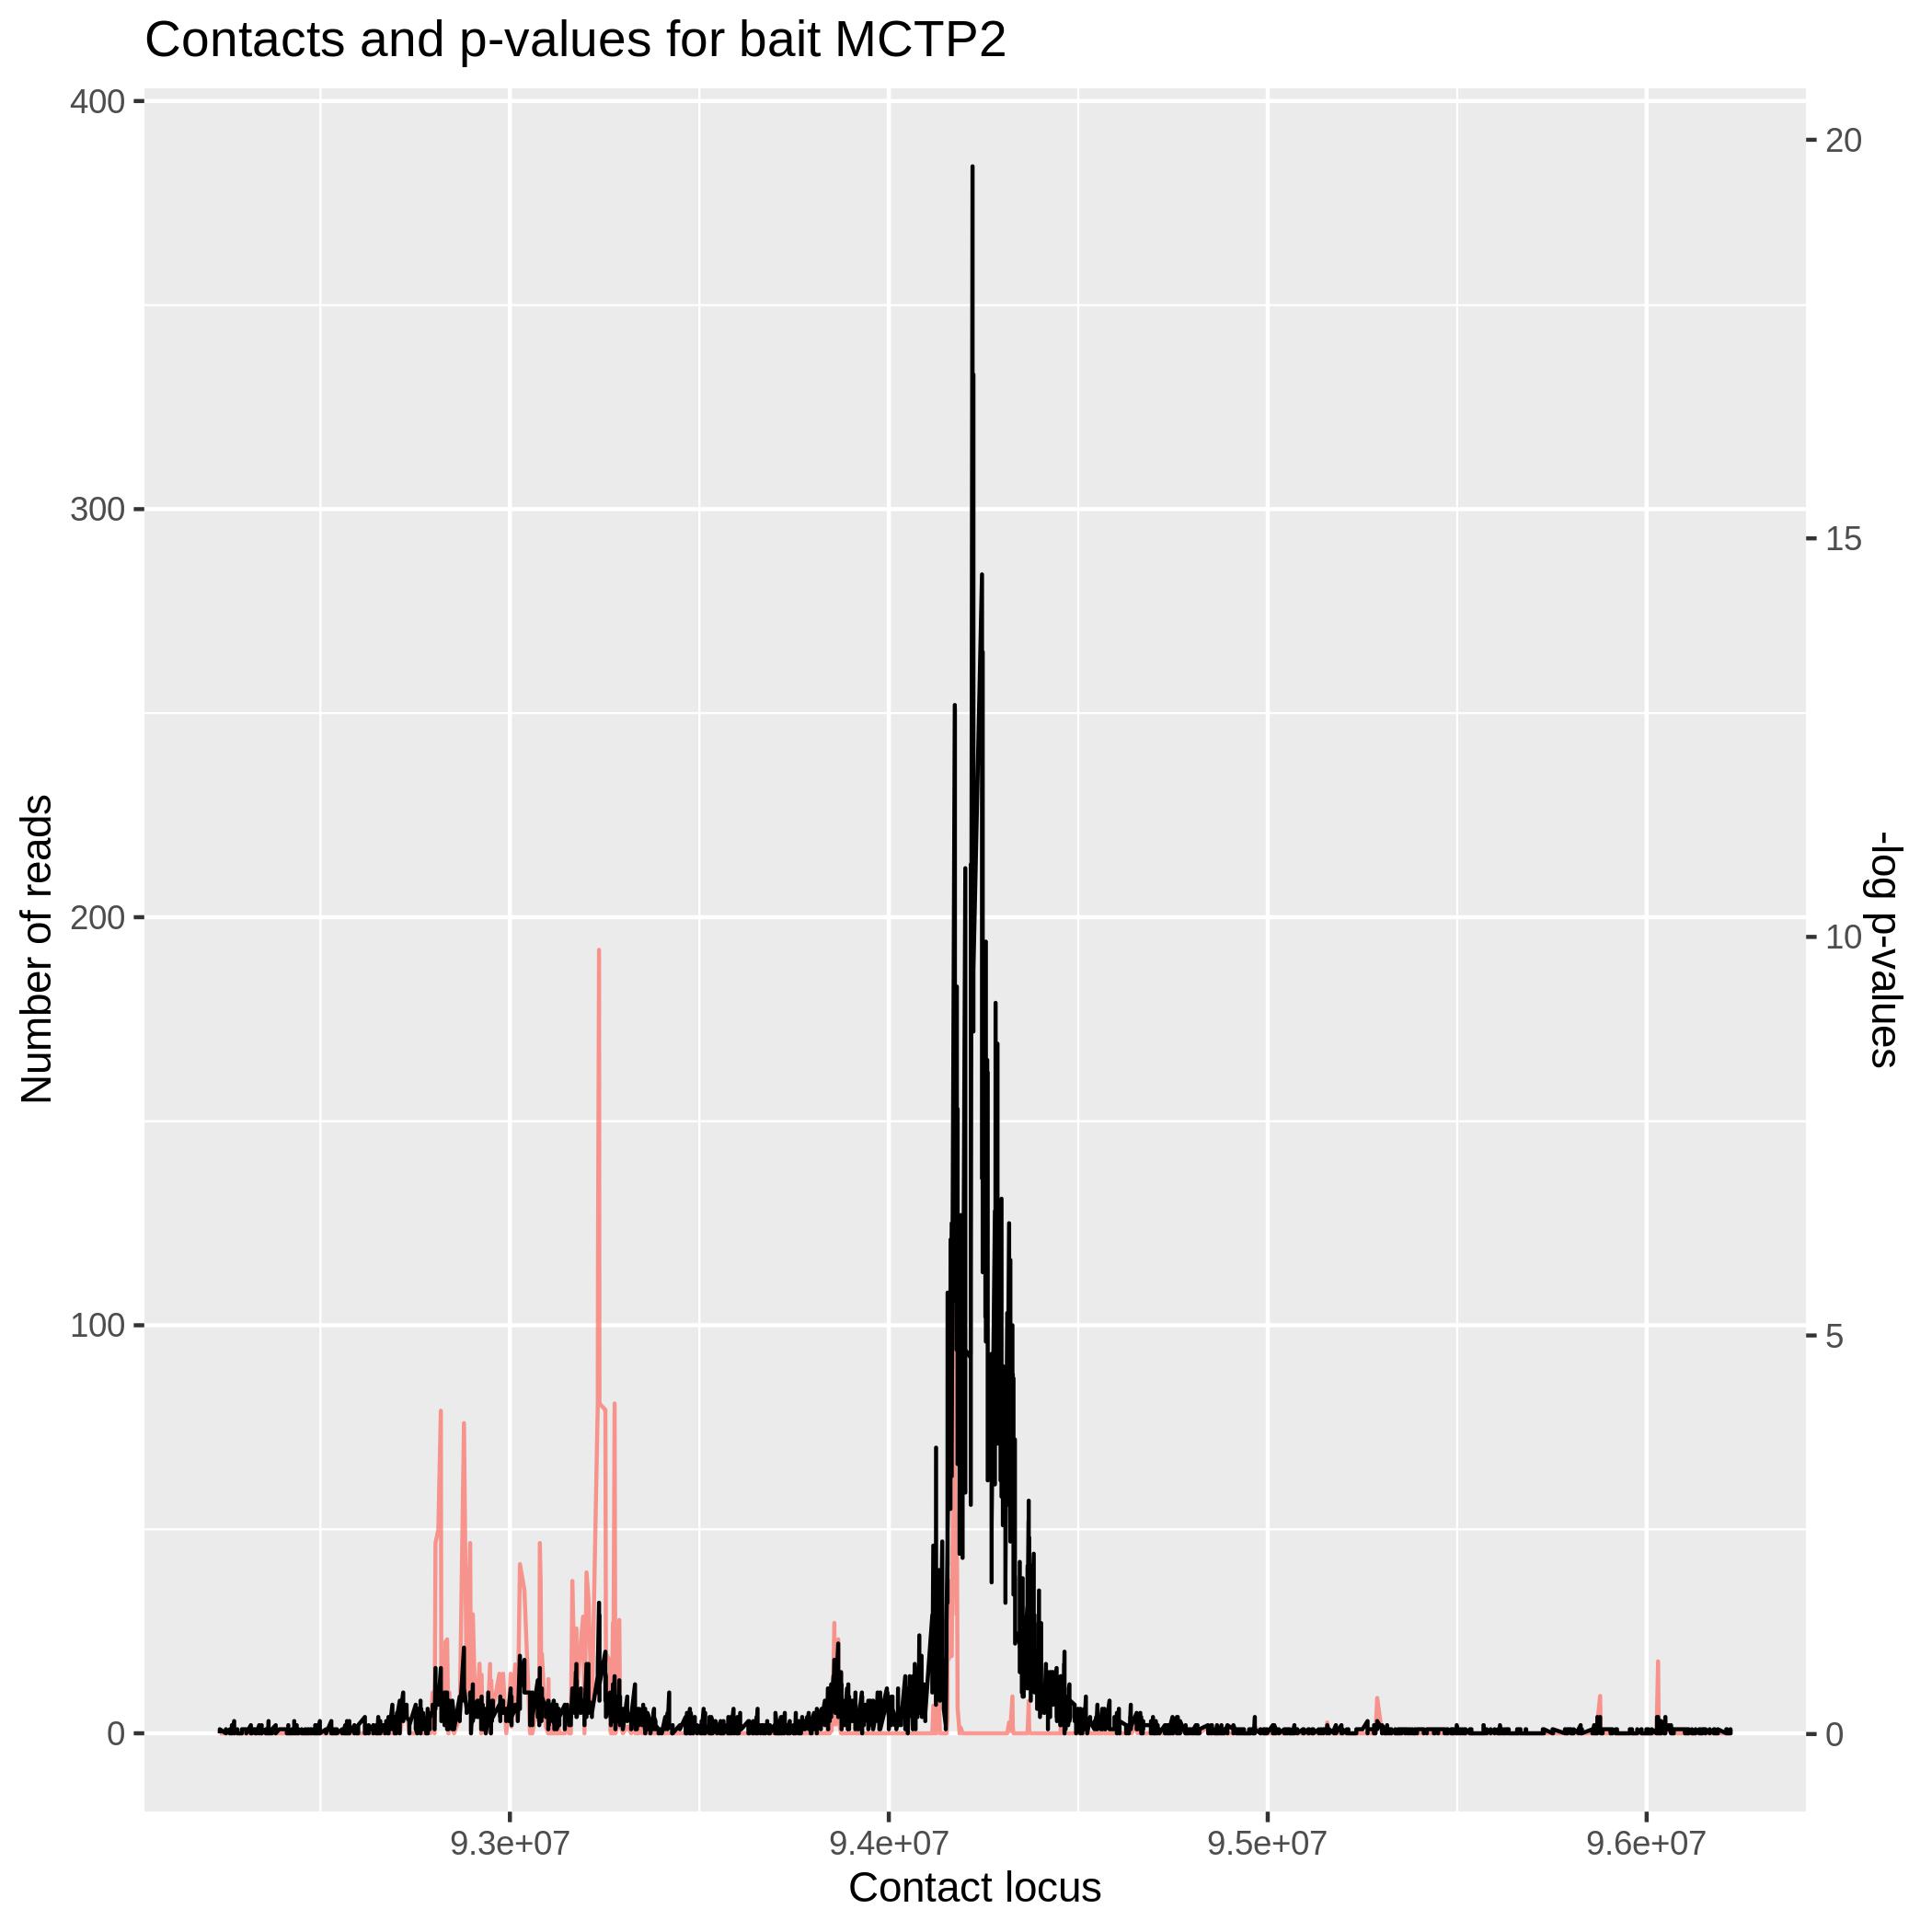 Contacts and p-values for bait MCTP2
400
300
200
100
0
Number of reads
20
15
10
5
0
-log p-values
9.3e+07
9.4e+07
9.5e+07
9.6e+07
Contact locus